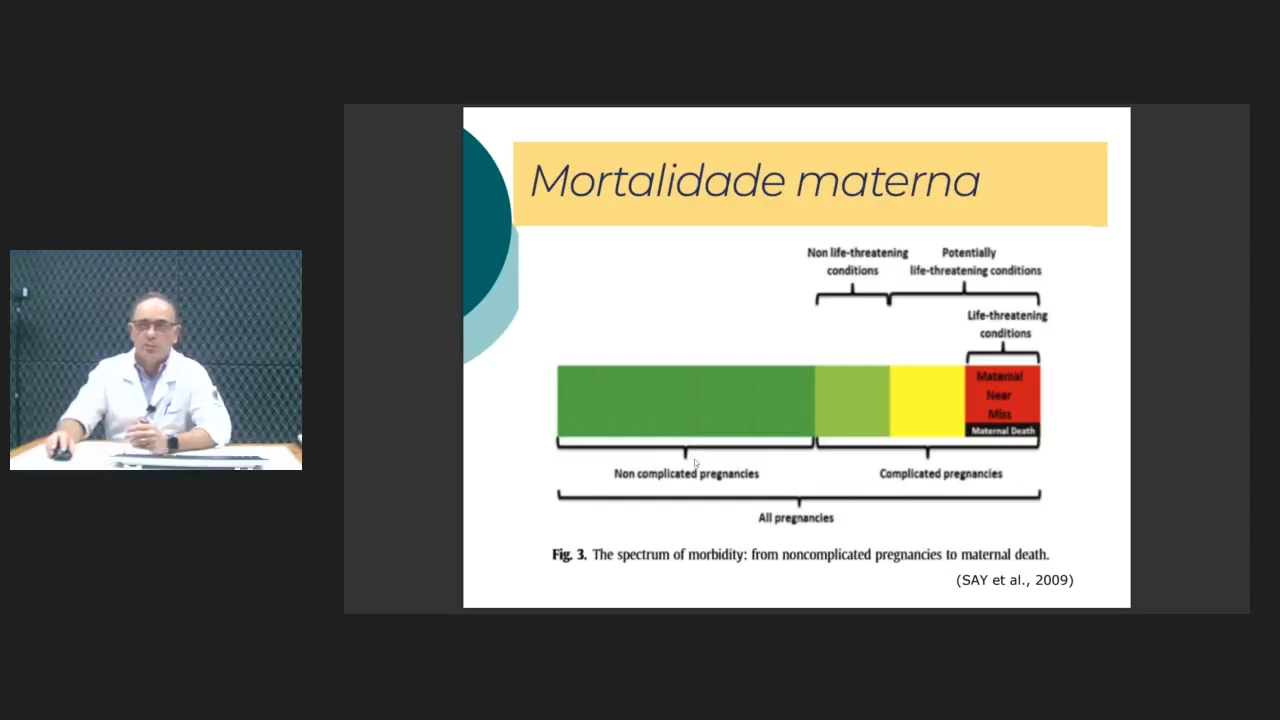 Mortalidade materna
Non life-threatening
conditions
Potentially
life-threatening conditions
Life-threatening
conditions
Maternal
Near
Miss
Maternal Death
Non complicated pregnancies
Complicated pregnancies
All pregnancies
Fig. 3. The spectrum of morbidity: from noncomplicated pregnancies to maternal death.
(SAY et al., 2009)